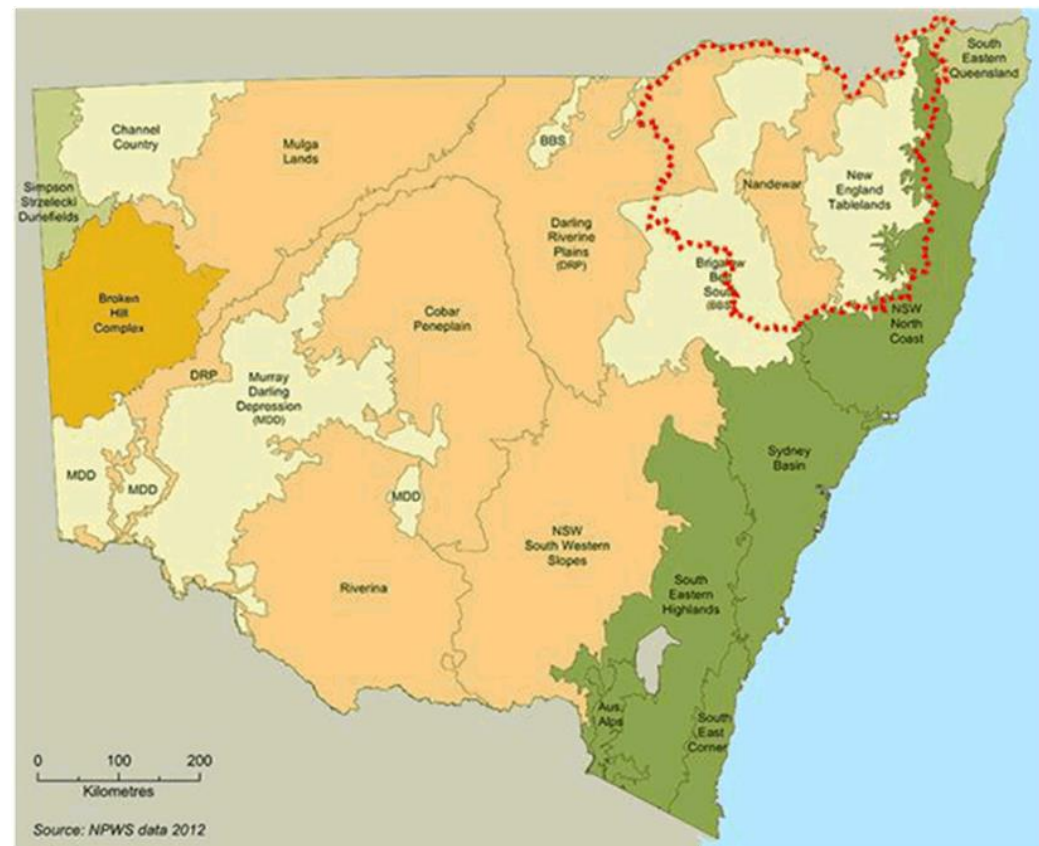 South
Eastern
Queensland
Channel
Country
Mulga
Lands
BBS
Simpson
Strzelecki
Dunefields
Nandewar
New
England
Tablelands
Darling
Riverine
Plains
(DRP)
Brigalow
Belt
South
(BBS)
Broken
Hill
Complex
Cobar
Peneplain
NSW
North
Coast
DRP
Murray
Darling
Depression
(MDD)
MDD
MDD
MDD
Sydney
Basin
NSW
South Western
Slopes
Riverina
South
Eastern
Highlands
Aus.
Alps
South
East
Corner
0 100 200
Kilometres
Source: NPWS data 2012